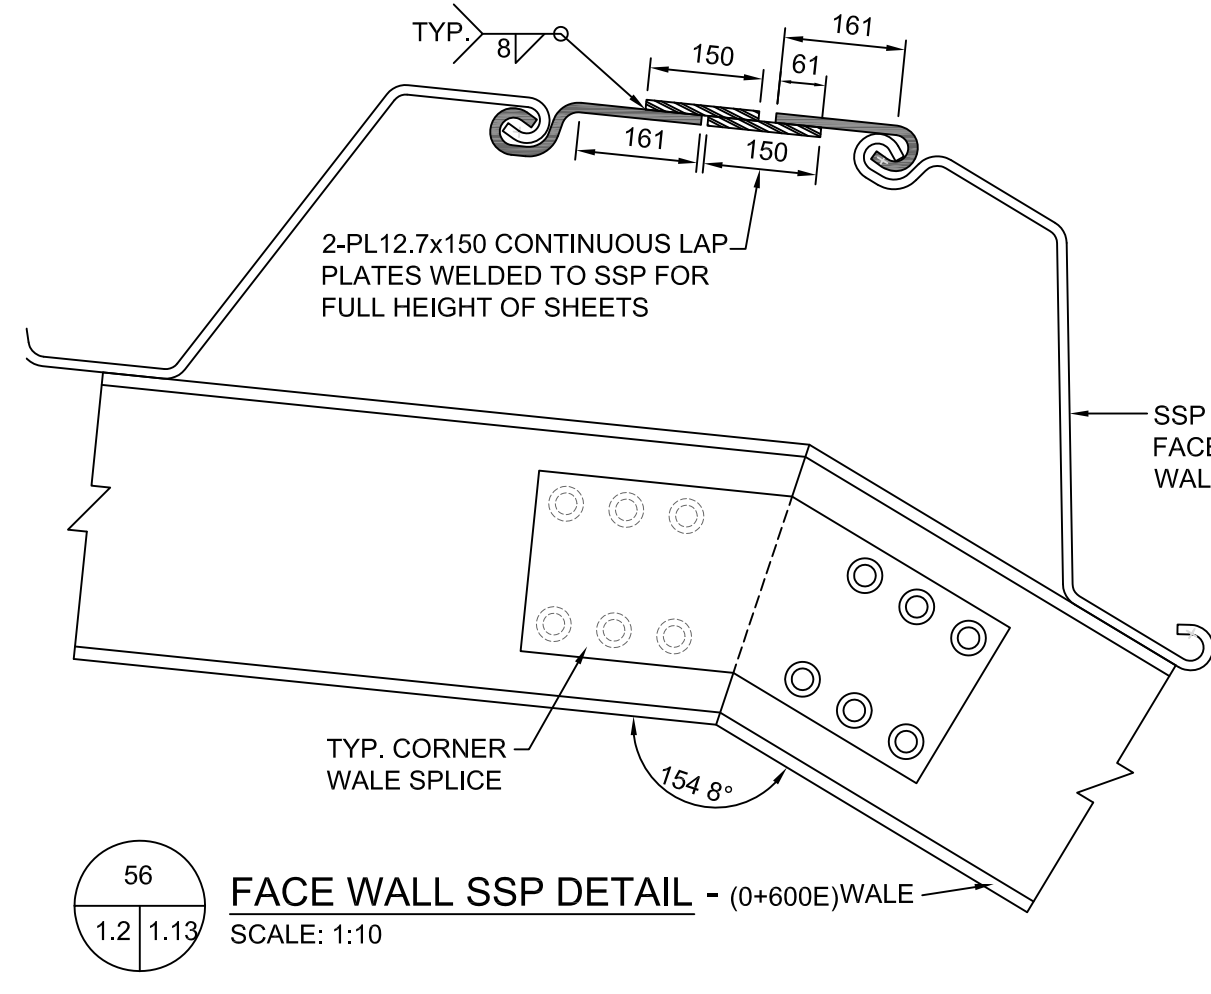 TYP.
8
161
150
61
161
150
2-PL12.7x150 CONTINUOUS LAP
PLATES WELDED TO SSP FOR
FULL HEIGHT OF SHEETS
SSP
FACE
WAL
TYP. CORNER
WALE SPLICE
154 8°
56
1.2 1.13
FACE WALL SSP DETAIL - (0+600E) WALE
SCALE: 1:10